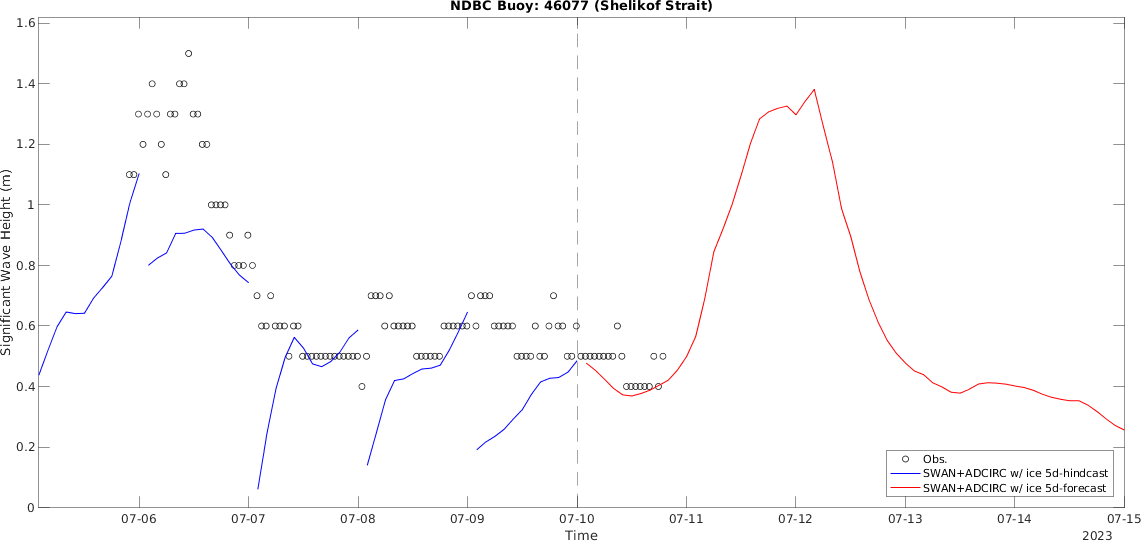 NDBC Buoy: 46077 (Shelikof Strait)
1.6
1.4
1.2
1
0.8
0.6
0.4
0.2
0
Significant Wave Height (m)
07-06 07-07 07-08 07-09 07-10 07-11 07-12 07-13 07-14 07-15
Time
2023
Obs.
SWAN+ADCIRC w/ ice 5d-hindcast
SWAN+ADCIRC w/ ice 5d-forecast